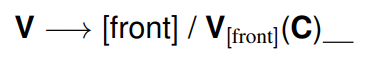 V ⟶ [front] / V[front](C)__